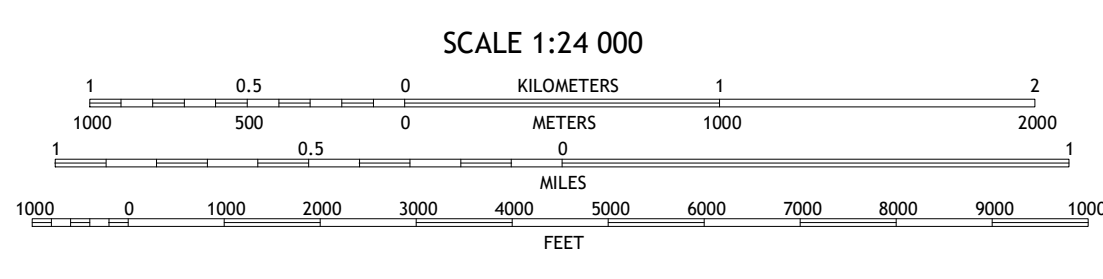 SCALE 1:24 000
1 0.5 0 KILOMETERS 1 2
1000 500 0 METERS 1000 2000
1 0.5 0 1
MILES
1000 0 1000 2000 3000 4000 5000 6000 7000 8000 9000 1000
FEET